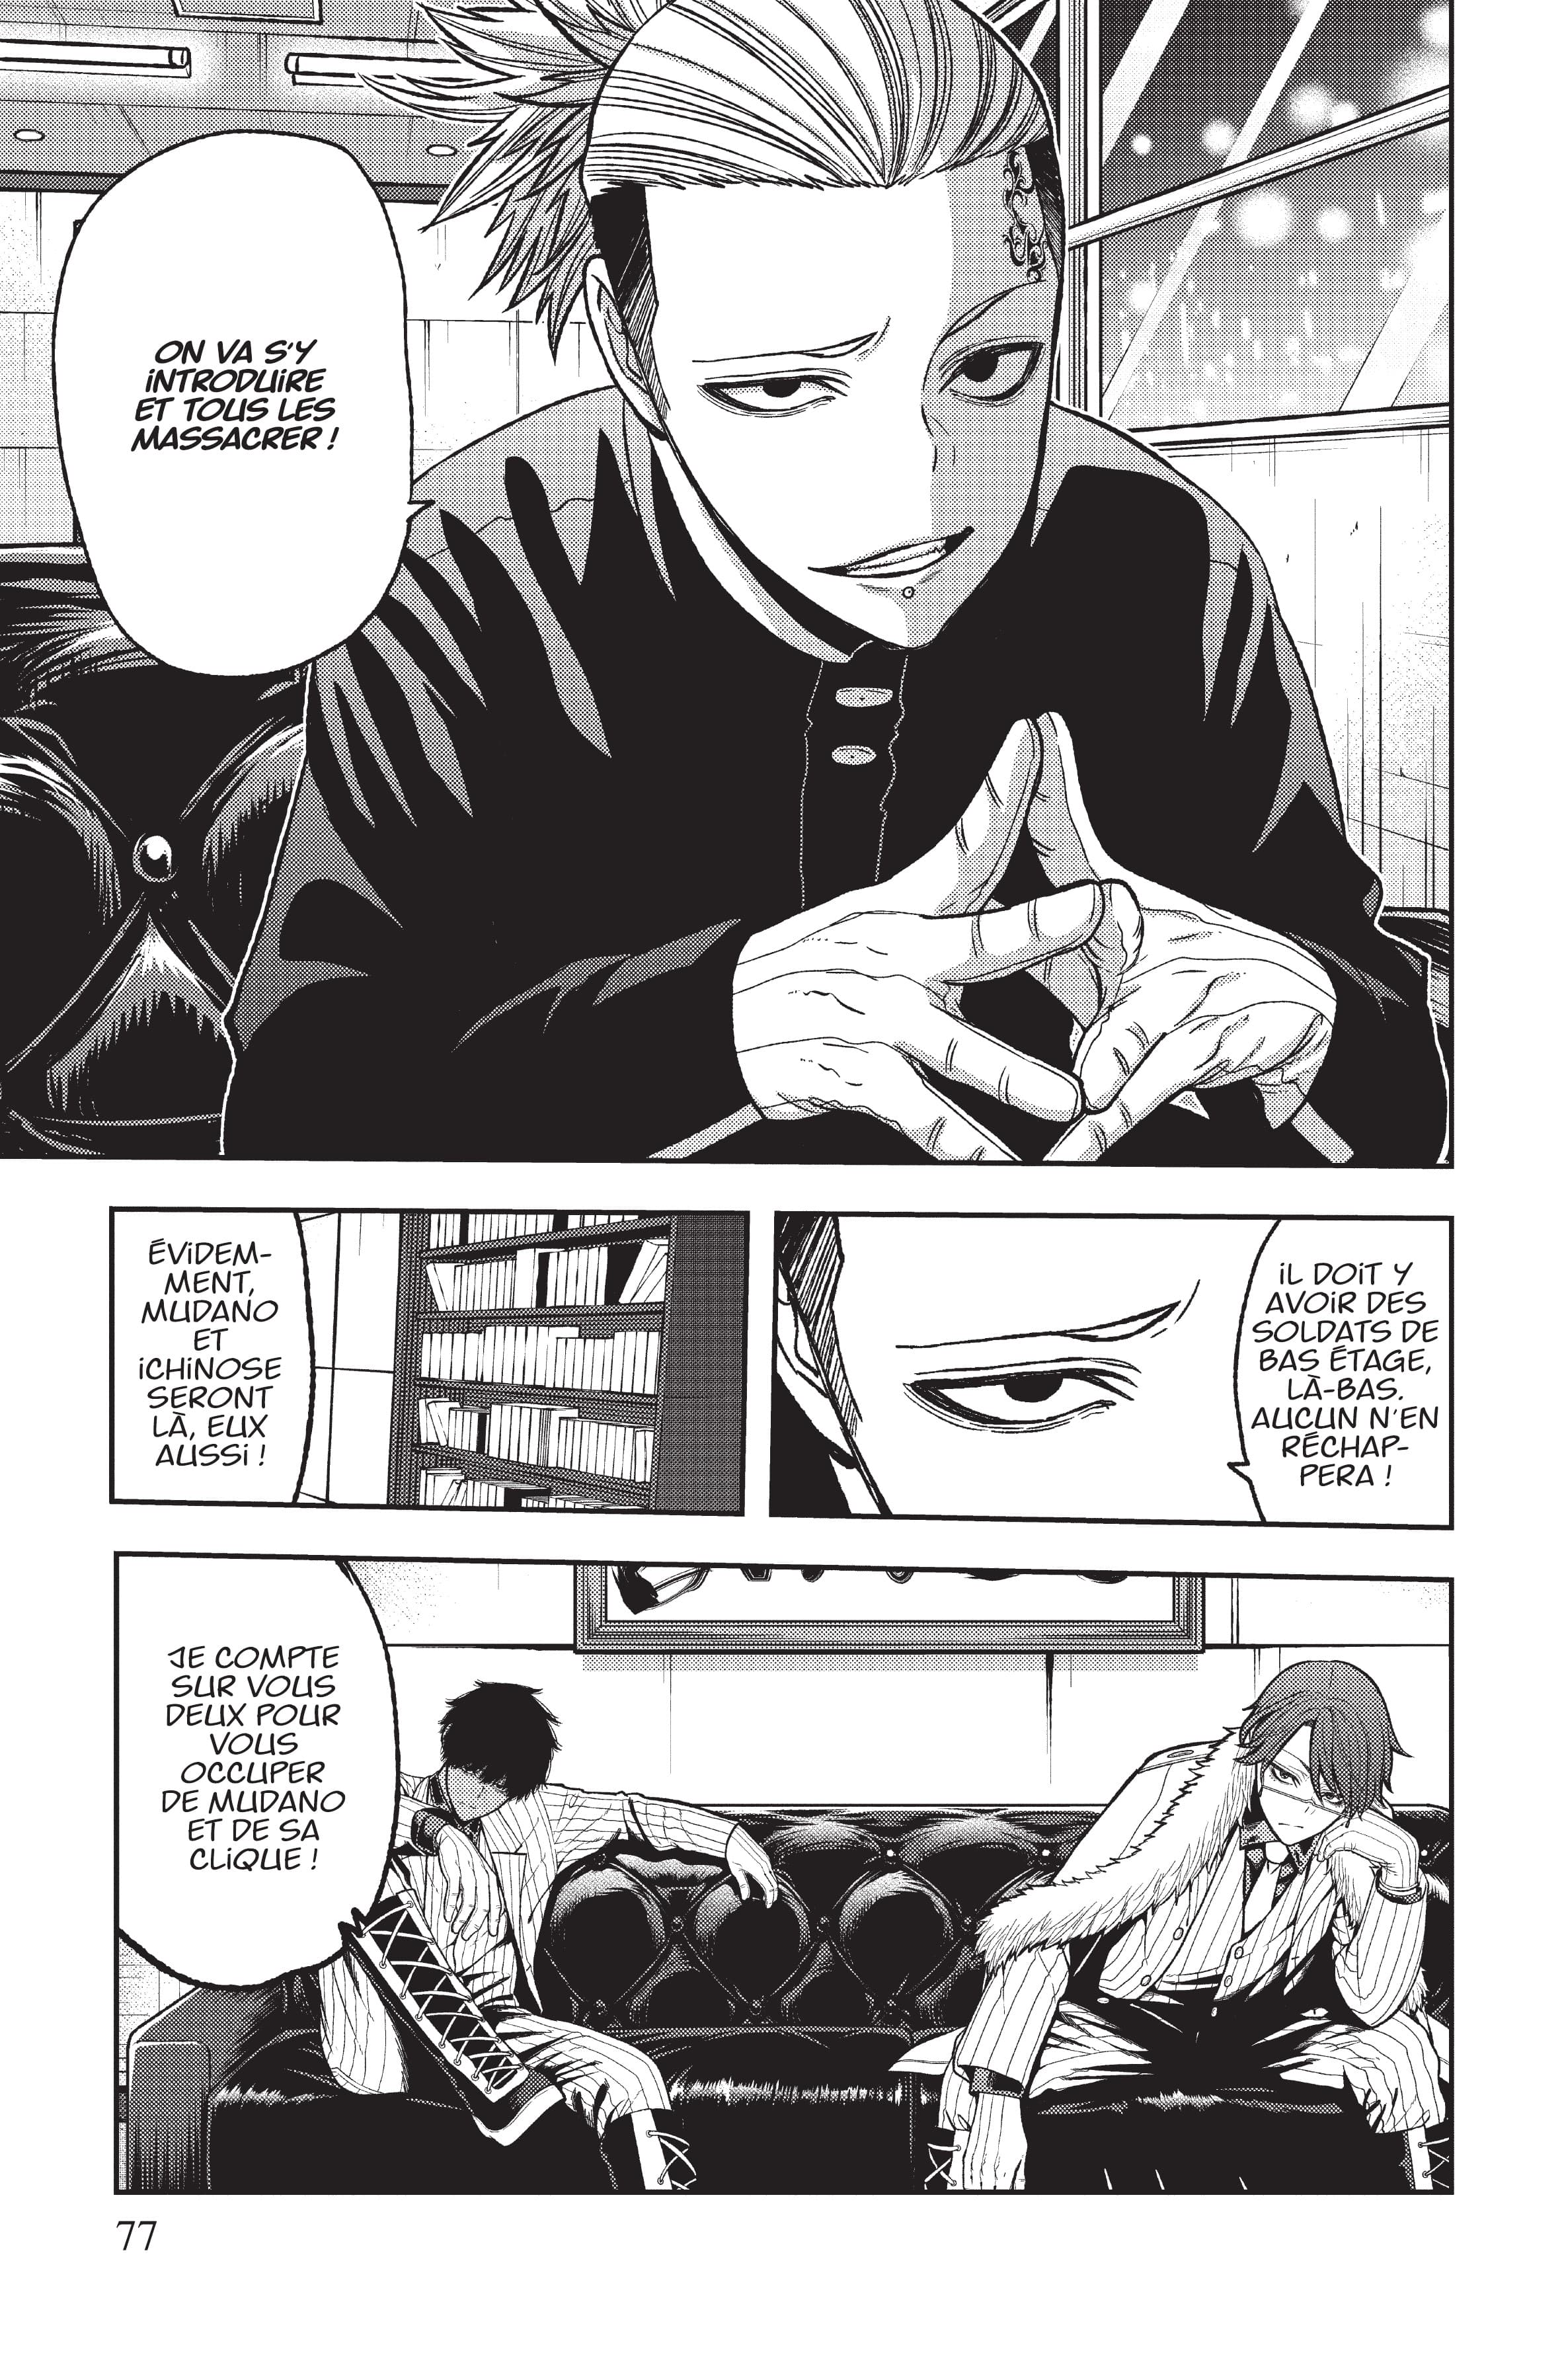 ON VA S'Y
INTRODUIRE
ET TOUS LES
MASSACRER !
IL DOIT Y
AVOIR DES
SOLDATS DE
BAS ÉTAGE,
LÀ-BAS.
AUCUN N'EN
RÉCHAP-
PERA !
ÉVIDEM-
MENT,
MUDANO
ET
ICHINOSE
SERONT
LÀ, EUX
AUSSI !
JE COMPTE
SUR VOUS
DEUX POUR
VOUS
OCCUPER
DE MUDANO
ET DE SA
CLIQUE !
77